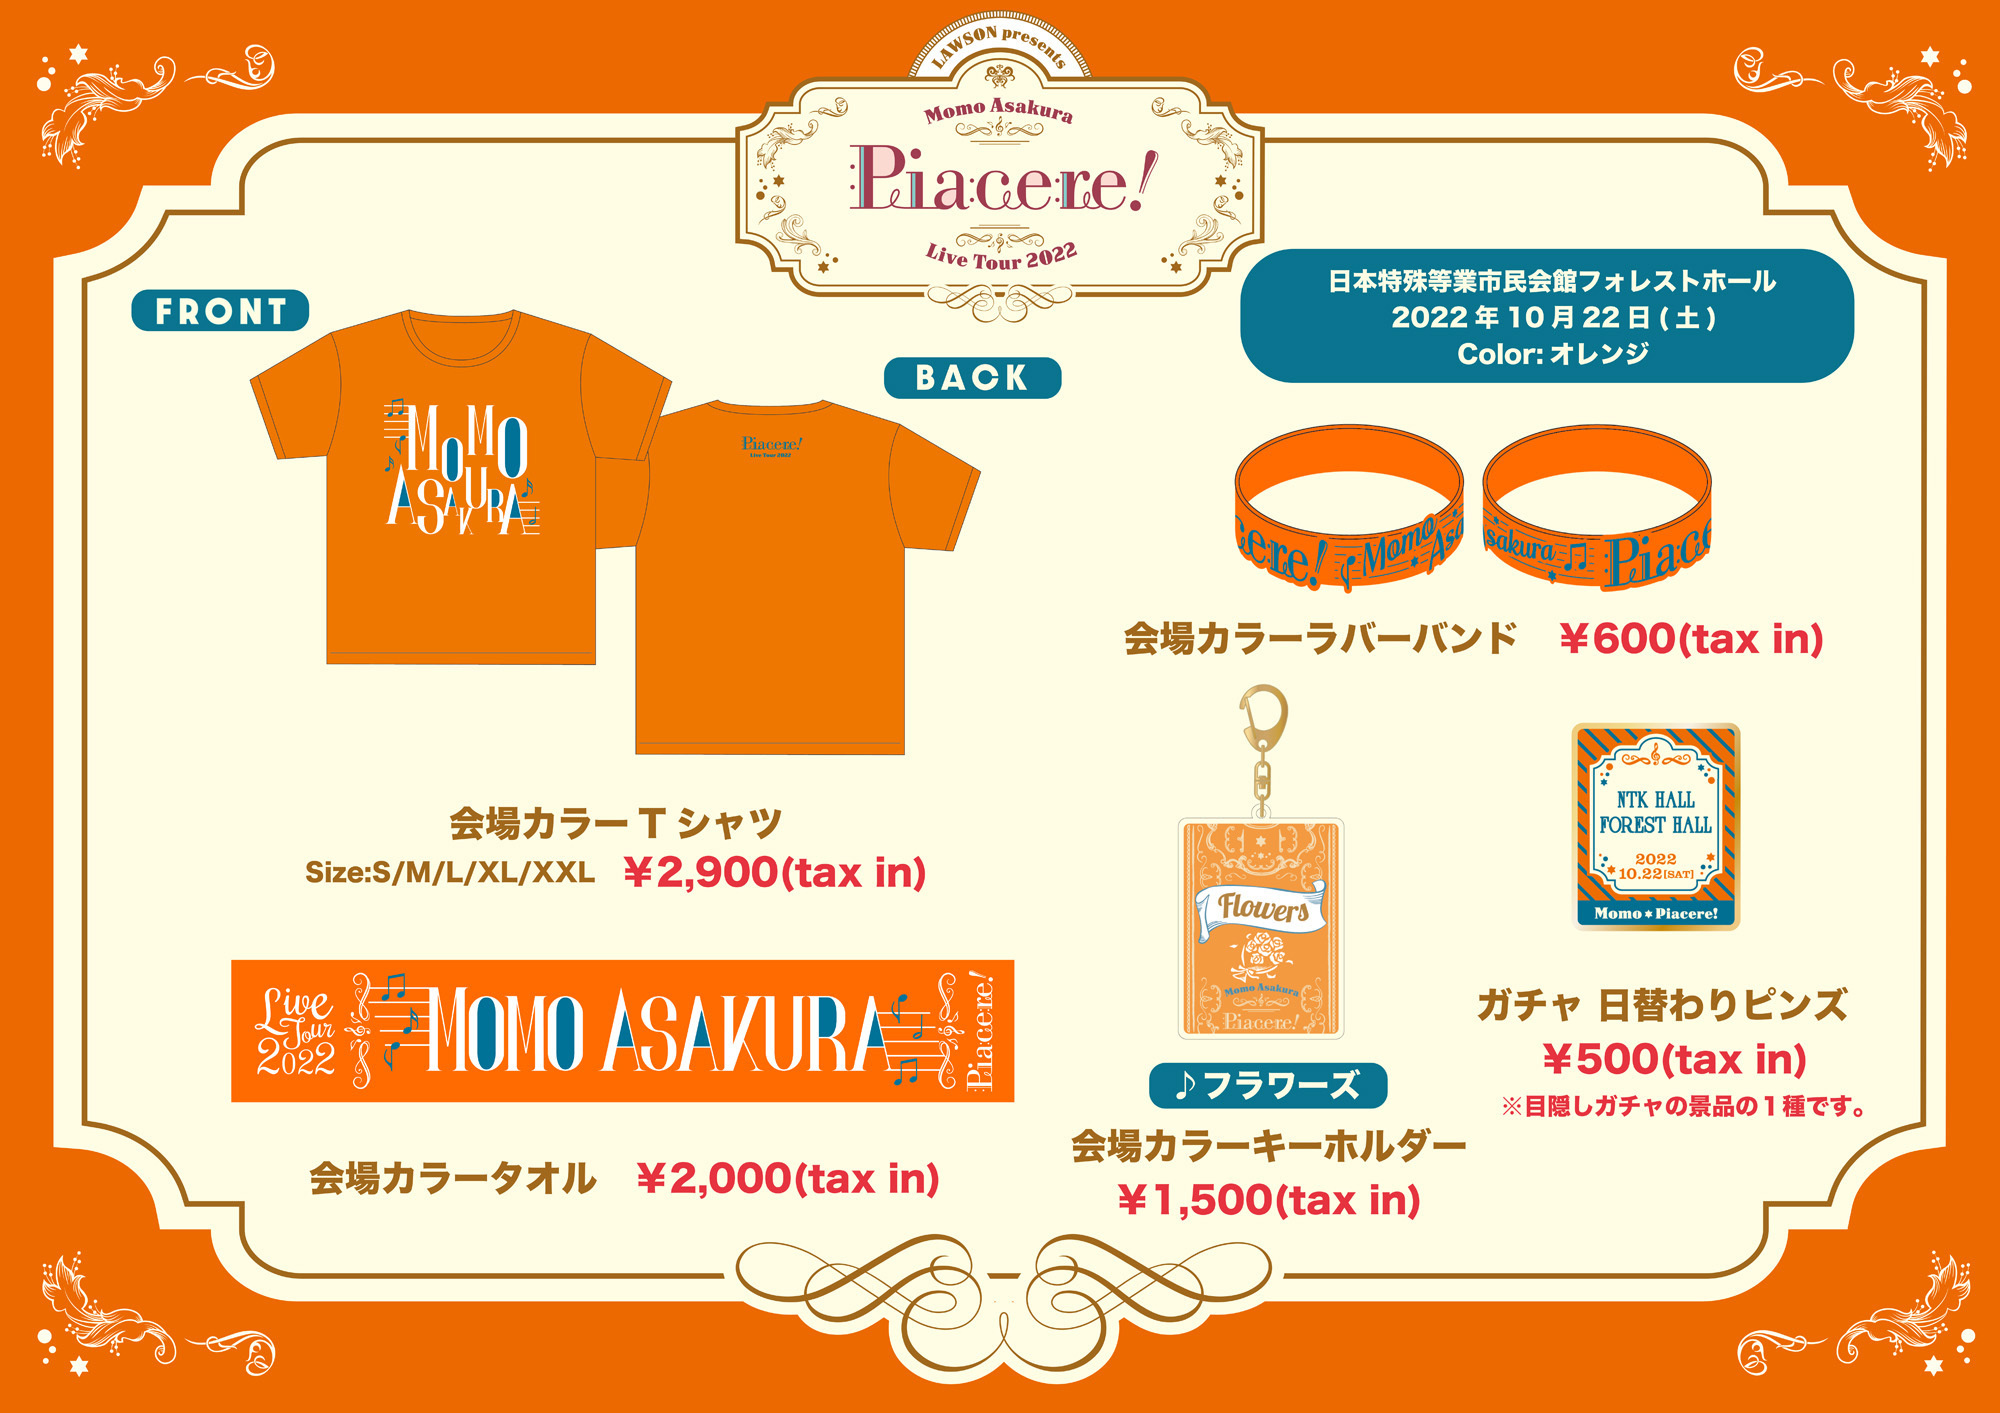 LAWSON presents
Momo Asakura
Piacere!
Live Tour 2022
日本特殊等業市民会館フォレストホール
2022年10月22日(土)
Color:オレンジ
FRONT
BACK
MOMO
ASAKURA
Piacere!
Live Tour 2022
cere! Momo Asa
sakura Piace
会場カラーラバーバンド ¥600(tax in)
会場カラーTシャツ
Size:S/M/L/XL/XXL ¥2,900(tax in)
Live
Tour
2022
MOMO ASAKURA
Piacere!
会場カラータオル ¥2,000(tax in)
Flowers
Momo Asakura
Piacere!
♪フラワーズ
会場カラーキーホルダー
¥1,500(tax in)
NTK HALL
FOREST HALL
2022
10.22[SAT]
Momo✶Piacere!
ガチャ 日替わりピンズ
¥500(tax in)
※目隠しガチャの景品の1種です。